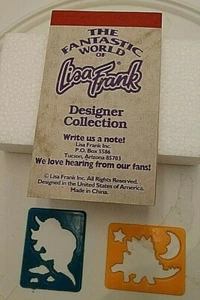 THE
FANTASTIC
WORLD
OF
Lisa Frank
Designer
Collection
Write us a note!
Lisa Frank Inc.
P.O. Box 5586
Tucson, Arizona 85703
We love hearing from our fans!
© Lisa Frank Inc. All Rights Reserved.
Designed in the United States of America.
Made in China.